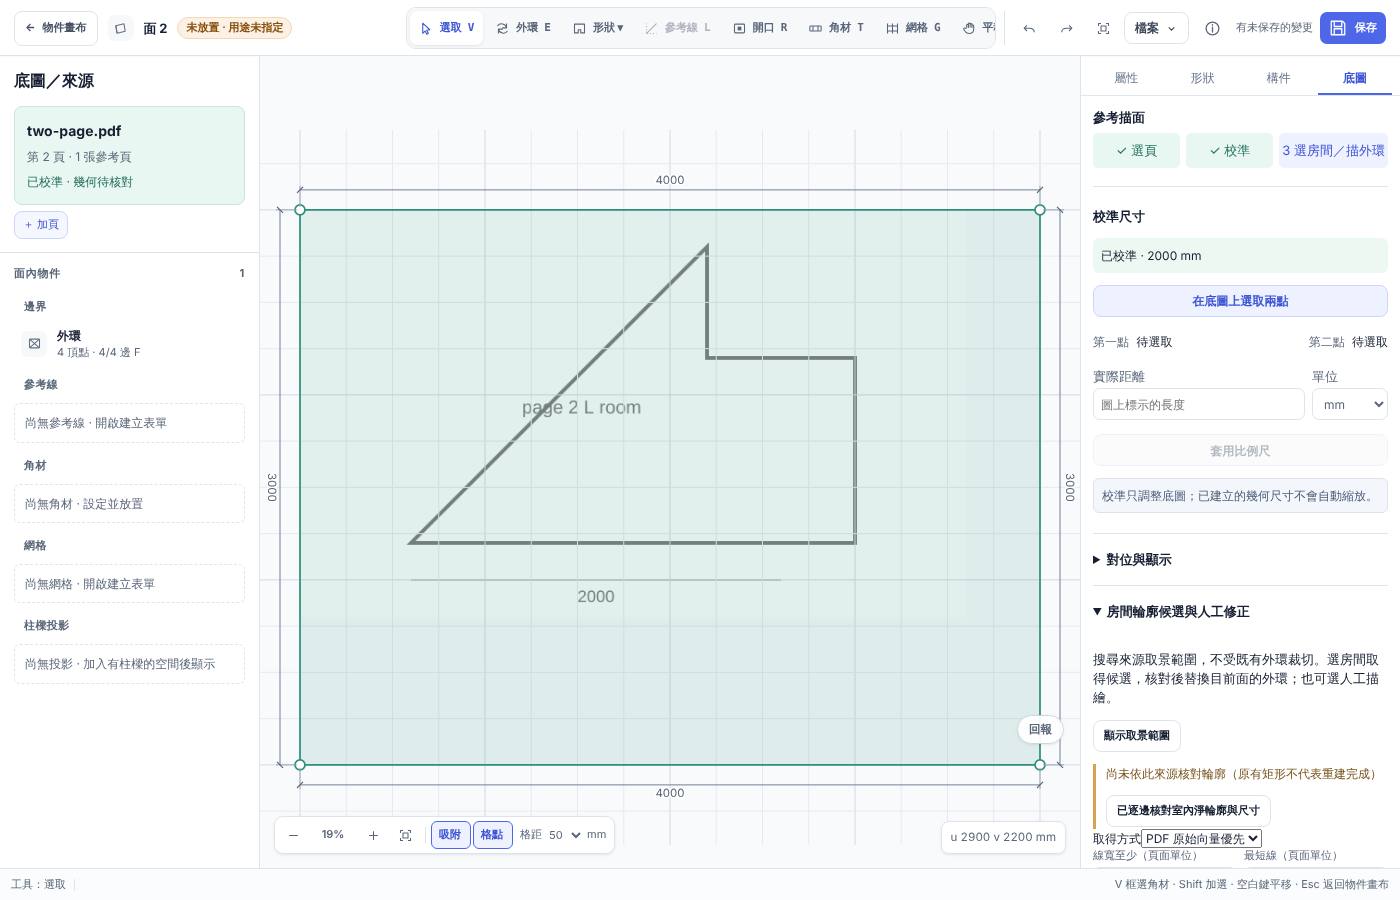 ← 物件畫布
面 2
未放置 · 用途未指定
選取 V
外環 E
形狀▾
參考線 L
開口 R
角材 T
網格 G
檔案
有未保存的變更
保存
底圖／來源
two-page.pdf
第 2 頁 · 1 張參考頁
已校準 · 幾何待核對
+ 加頁
面內物件 1
邊界
外環
4 頂點 · 4/4 邊 F
參考線
尚無參考線 · 開啟建立表單
角材
尚無角材 · 設定並放置
網格
尚無網格 · 開啟建立表單
柱樑投影
尚無投影 · 加入有柱樑的空間後顯示
4000
3000
page 2 L room
2000
3000
4000
回報
− 19% +
吸附
格點
格距 50 mm
u 2900 v 2200 mm
屬性
形狀
構件
底圖
參考描面
✓ 選頁
✓ 校準
3 選房間／描外環
校準尺寸
已校準 · 2000 mm
在底圖上選取兩點
第一點 待選取
第二點 待選取
實際距離
單位
圖上標示的長度
mm
套用比例尺
校準只調整底圖；已建立的幾何尺寸不會自動縮放。
▶ 對位與顯示
▼ 房間輪廓候選與人工修正
搜尋來源取景範圍，不受既有外環裁切。選房間取
得候選，核對後替換目前面的外環；也可選人工描
繪。
顯示取景範圍
尚未依此來源核對輪廓（原有矩形不代表重建完成）
已逐邊核對室內淨輪廓與尺寸
取得方式 PDF 原始向量優先
線寬至少（頁面單位）
最短線（頁面單位）
工具：選取
V 框選角材 · Shift 加選 · 空白鍵平移 · Esc 返回物件畫布